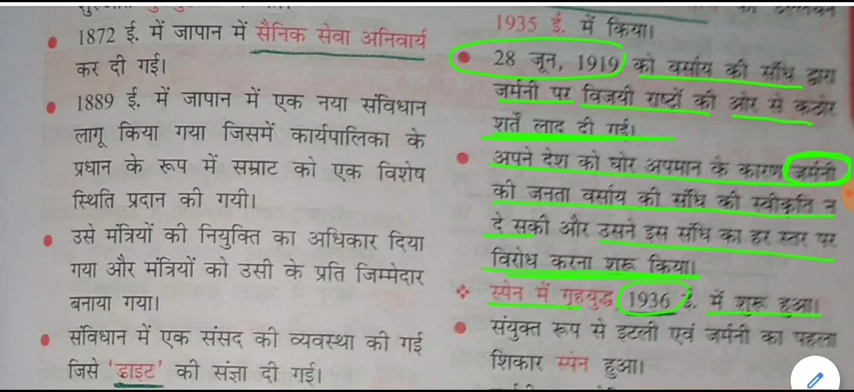 1872 ई. में जापान में सैनिक सेवा अनिवार्य
कर दी गई।
1889 ई. में जापान में एक नया संविधान
लागू किया गया जिसमें कार्यपालिका के
प्रधान के रूप में सम्राट को एक विशेष
स्थिति प्रदान की गयी।
उसे मंत्रियों की नियुक्ति का अधिकार दिया
गया और मंत्रियों को उसी के प्रति जिम्मेदार
बनाया गया।
संविधान में एक संसद की व्यवस्था की गई
जिसे 'डाइट' की संज्ञा दी गई।
1935 ई. में किया।
28 जून, 1919 को वर्साय की संधि द्वारा
जर्मनी पर विजयी राष्ट्रों की ओर से कठोर
शर्तें लाद दी गई।
अपने देश को घोर अपमान के कारण जर्मनी
की जनता वर्साय की संधि की स्वीकृति न
दे सकी और उसने इस संधि का हर स्तर पर
विरोध करना शुरू किया।
स्पेन में गृहयुद्ध 1936 ई. में शुरू हुआ।
संयुक्त रूप से इटली एवं जर्मनी का पहला
शिकार स्पेन हुआ।